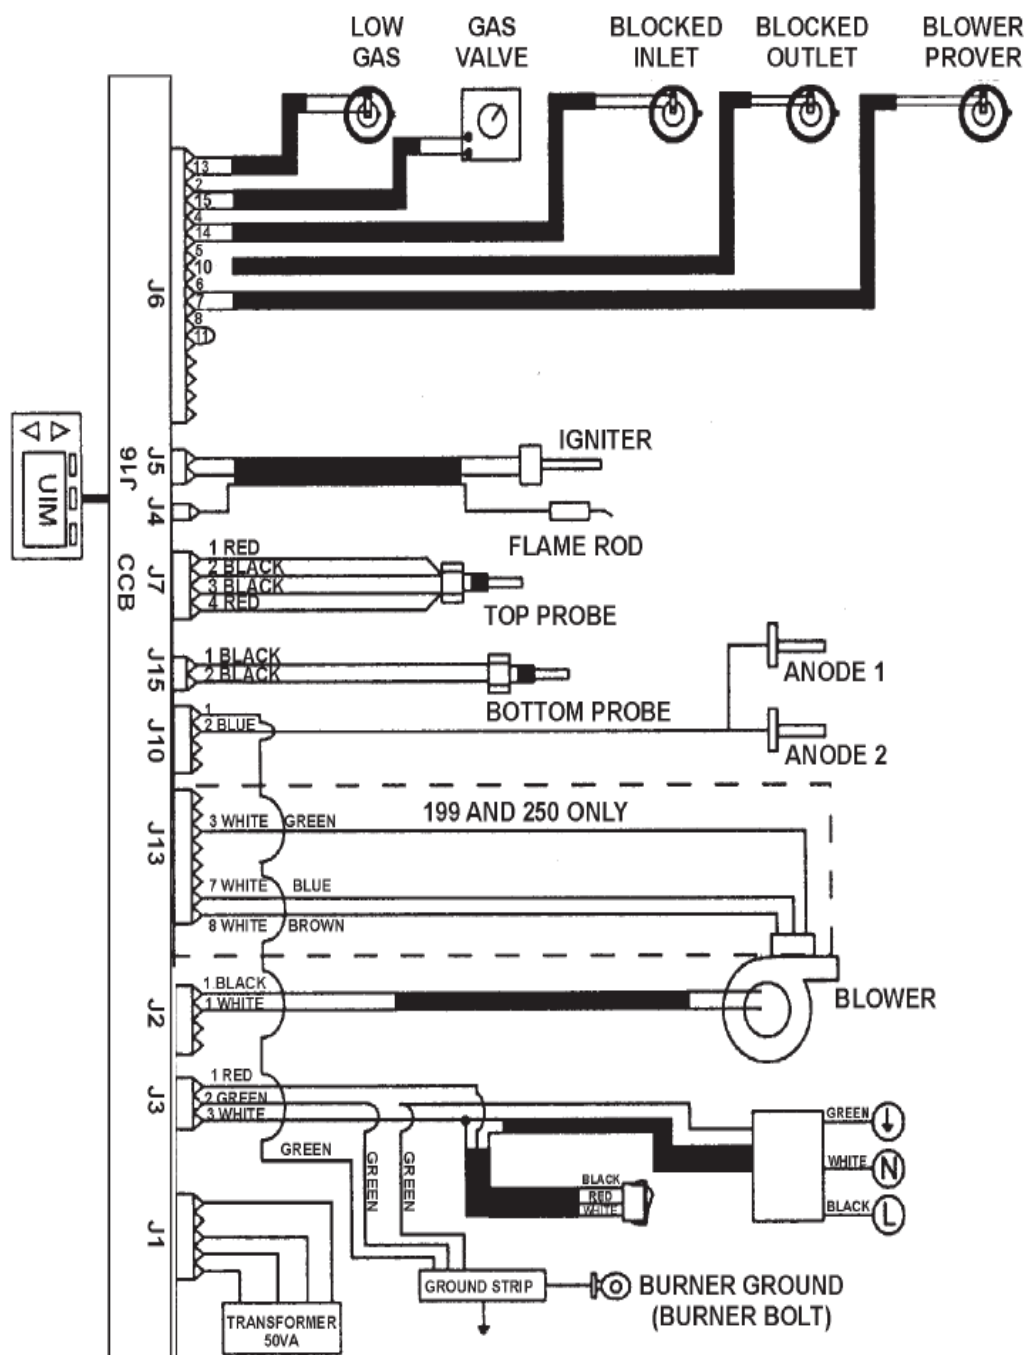 LOW
GAS
GAS
VALVE
BLOCKED
INLET
BLOCKED
OUTLET
BLOWER
PROVER
13
2
15
4
14
5
10
6
7
8
11
J6
J5
IGNITER
J16
UIM
J4
FLAME ROD
CCB
J7
1 RED
2 BLACK
3 BLACK
4 RED
TOP PROBE
J15
1 BLACK
2 BLACK
BOTTOM PROBE
ANODE 1
J10
1
2 BLUE
ANODE 2
199 AND 250 ONLY
J13
3 WHITE GREEN
7 WHITE BLUE
8 WHITE BROWN
J2
1 BLACK
1 WHITE
BLOWER
J3
1 RED
2 GREEN
3 WHITE
GREEN
GREEN
GREEN
BLACK
RED
WHITE
GREEN
WHITE N
BLACK L
J1
TRANSFORMER
50VA
GROUND STRIP
BURNER GROUND
(BURNER BOLT)